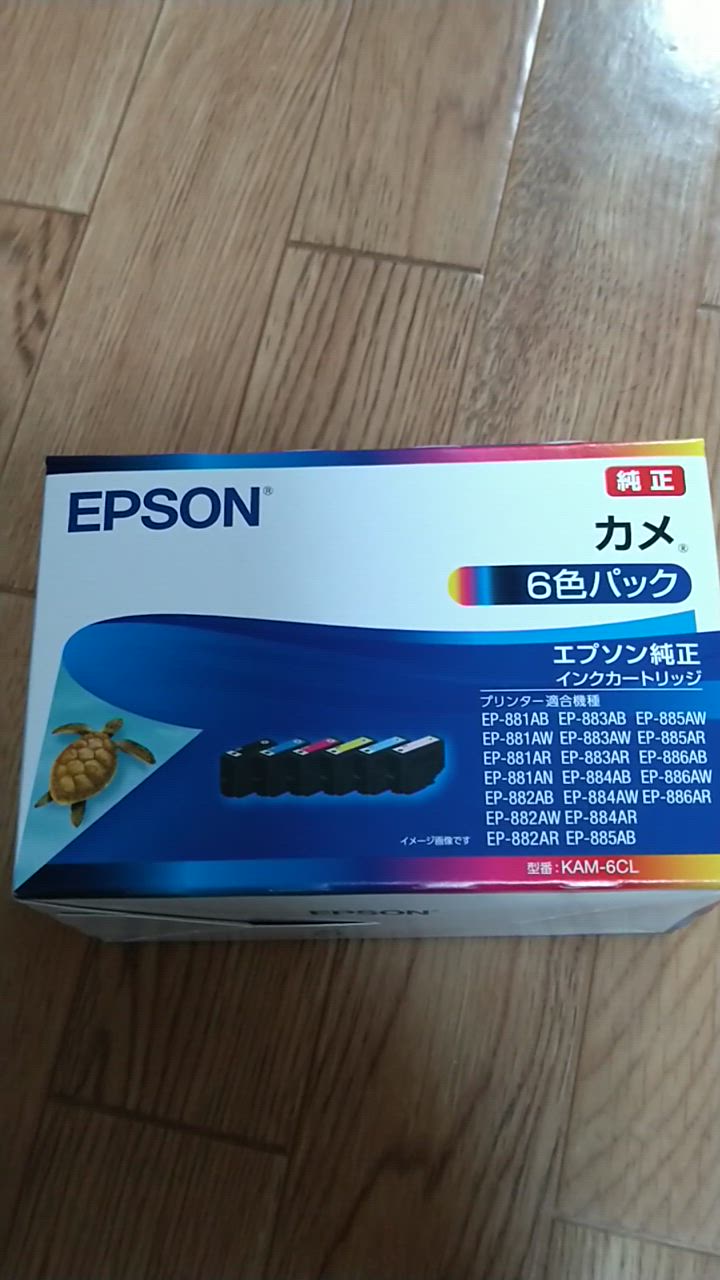 EPSON®
純正
カメ®
6色パック
エプソン純正
インクカートリッジ
プリンター適合機種
EP-881AB EP-883AB EP-885AW
EP-881AW EP-883AW EP-885AR
EP-881AR EP-883AR EP-886AB
EP-881AN EP-884AB EP-886AW
EP-882AB EP-884AW EP-886AR
EP-882AW EP-884AR
EP-882AR EP-885AB
イメージ画像です
型番:KAM-6CL
EPSON